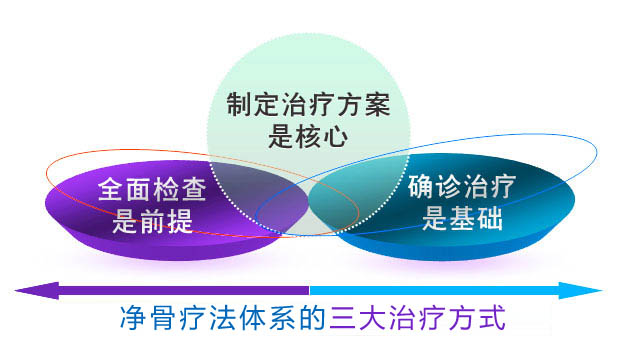 制定治疗方案
是核心
全面检查
是前提
确诊治疗
是基础
净骨疗法体系的三大治疗方式